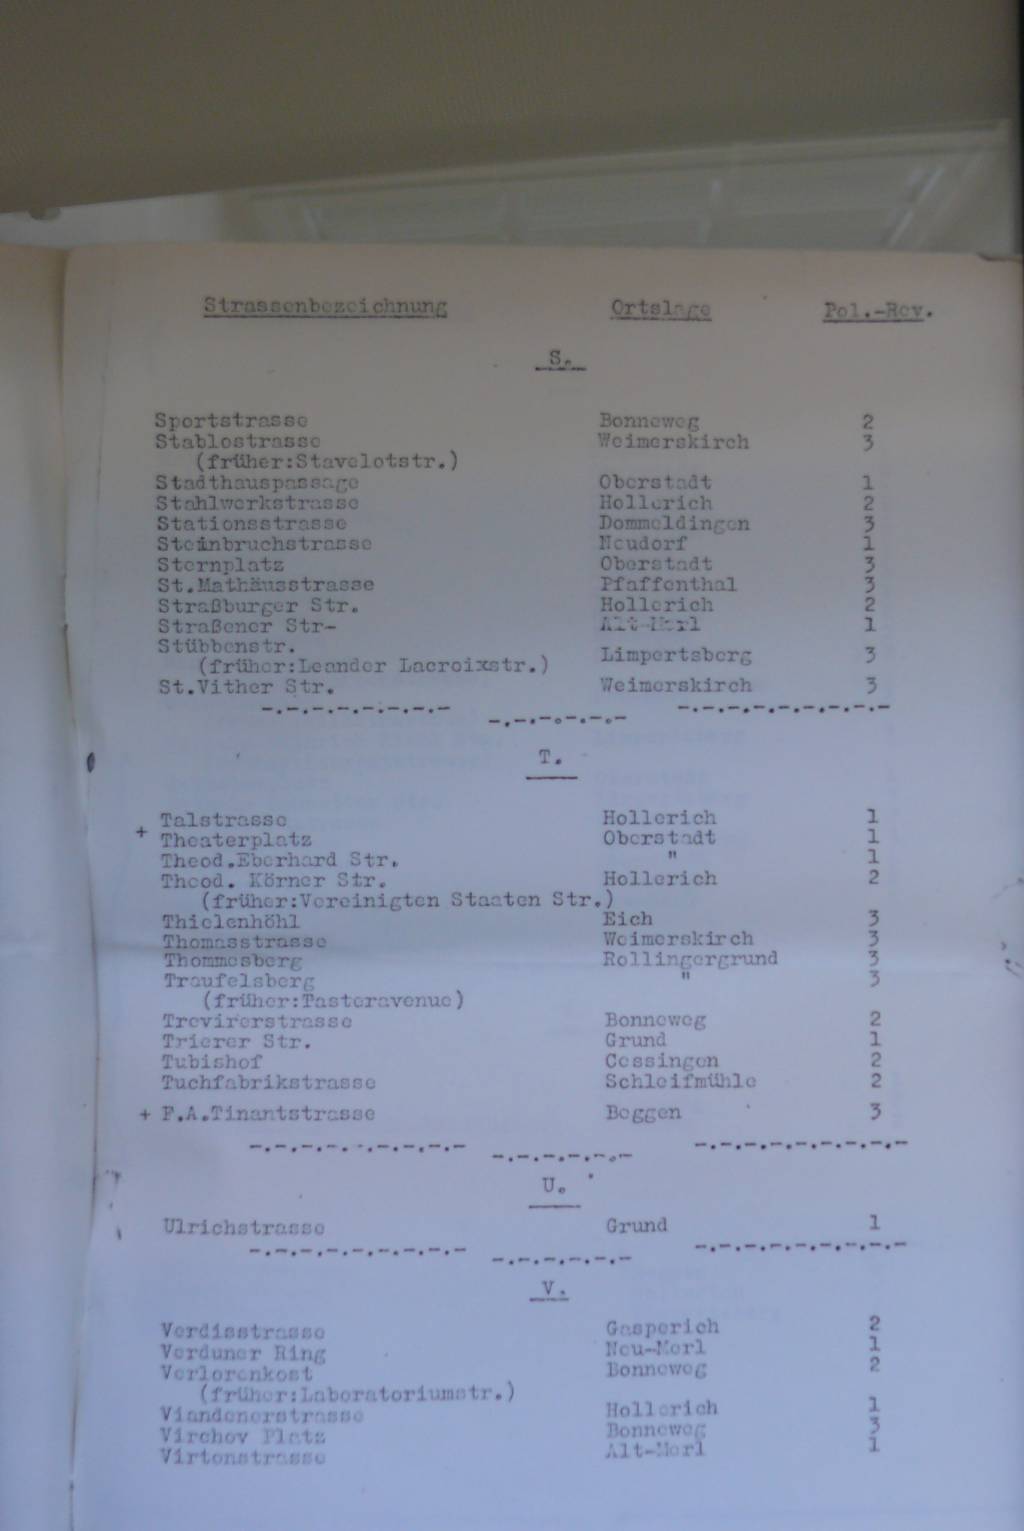 Strassenbezeichnung Ortslage Pol.-Rev.
S.
Sportstrasse Bonneweg 2
Stablostrasse Weimerskirch 3
(früher:Stavelotstr.)
Stadthauspassage Oberstadt 1
Stahlwerkstrasse Hollerich 2
Stationsstrasse Dommeldingen 3
Steinbruchstrasse Neudorf 1
Sternplatz Oberstadt 3
St.Mathäusstrasse Pfaffenthal 3
Straßburger Str. Hollerich 2
Straßener Str- Alt-Merl 1
Stübbenstr.
(früher:Leander Lacroixstr.) Limpertsberg 3
St.Vither Str. Weimerskirch 3
-.-.-.-.-.-.-.- -.-.-.-.-.- -.-.-.-.-.-.-.-.-
T.
Talstrasse Hollerich 1
+ Theaterplatz Oberstadt 1
Theod.Eberhard Str. " 1
Theod. Körner Str. Hollerich 2
(früher:Vereinigten Staaten Str.)
Thielenhöhl Eich 3
Thomasstrasse Weimerskirch 3
Thommesberg Rollingergrund 3
Traufelsberg " 3
(früher:Tasteravenue)
Trevirerstrasse Bonneweg 2
Trierer Str. Grund 1
Tubishof Cessingen 2
Tuchfabrikstrasse Schleifmühle 2
+ F.A.Tinantstrasse Beggen 3
-.-.-.-.-.-.-.-.- -.-.-.-.-.- -.-.-.-.-.-.-.-.-
U.
Ulrichstrasse Grund 1
-.-.-.-.-.-.-.-.- -.-.-.-.-.- -.-.-.-.-.-.-.-.-
V.
Verdisstrasse Gasperich 2
Verduner Ring Neu-Merl 1
Verlorenkost Bonneweg 2
(früher:Laboratoriumstr.)
Viandenerstrasse Hollerich 1
Virchov Platz Bonneweg 3
Virtonstrasse Alt-Merl 1